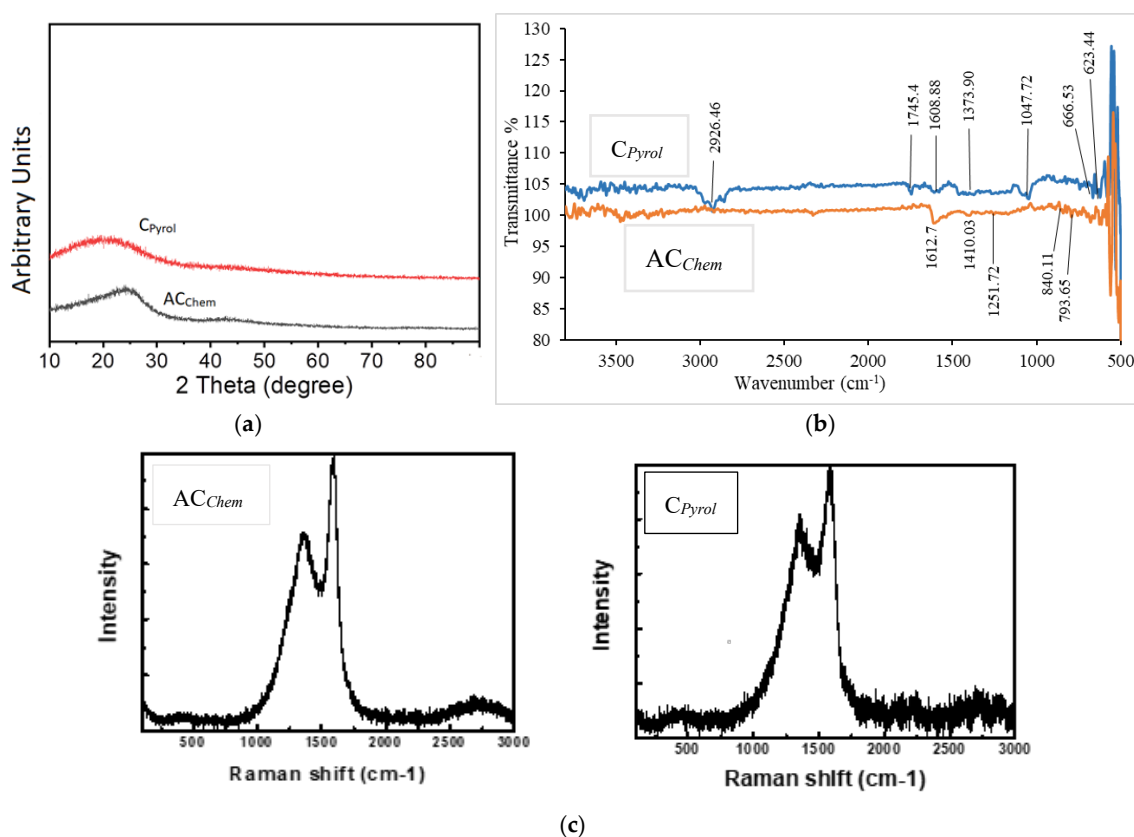 Arbitrary Units
CPyrol
ACChem
10 20 30 40 50 60 70 80
2 Theta (degree)
(a)
130
125
120
115
110
105
100
95
90
85
80
Transmittance %
CPyrol
2926.46
1745.4
1608.88
1373.90
1047.72
666.53
623.44
ACChem
1612.7
1410.03
1251.72
840.11
793.65
3500 3000 2500 2000 1500 1000 500
Wavenumber (cm-1)
(b)
ACChem
Intensity
500 1000 1500 2000 2500 3000
Raman shift (cm-1)
CPyrol
Intensity
500 1000 1500 2000 2500 3000
Raman shift (cm-1)
(c)